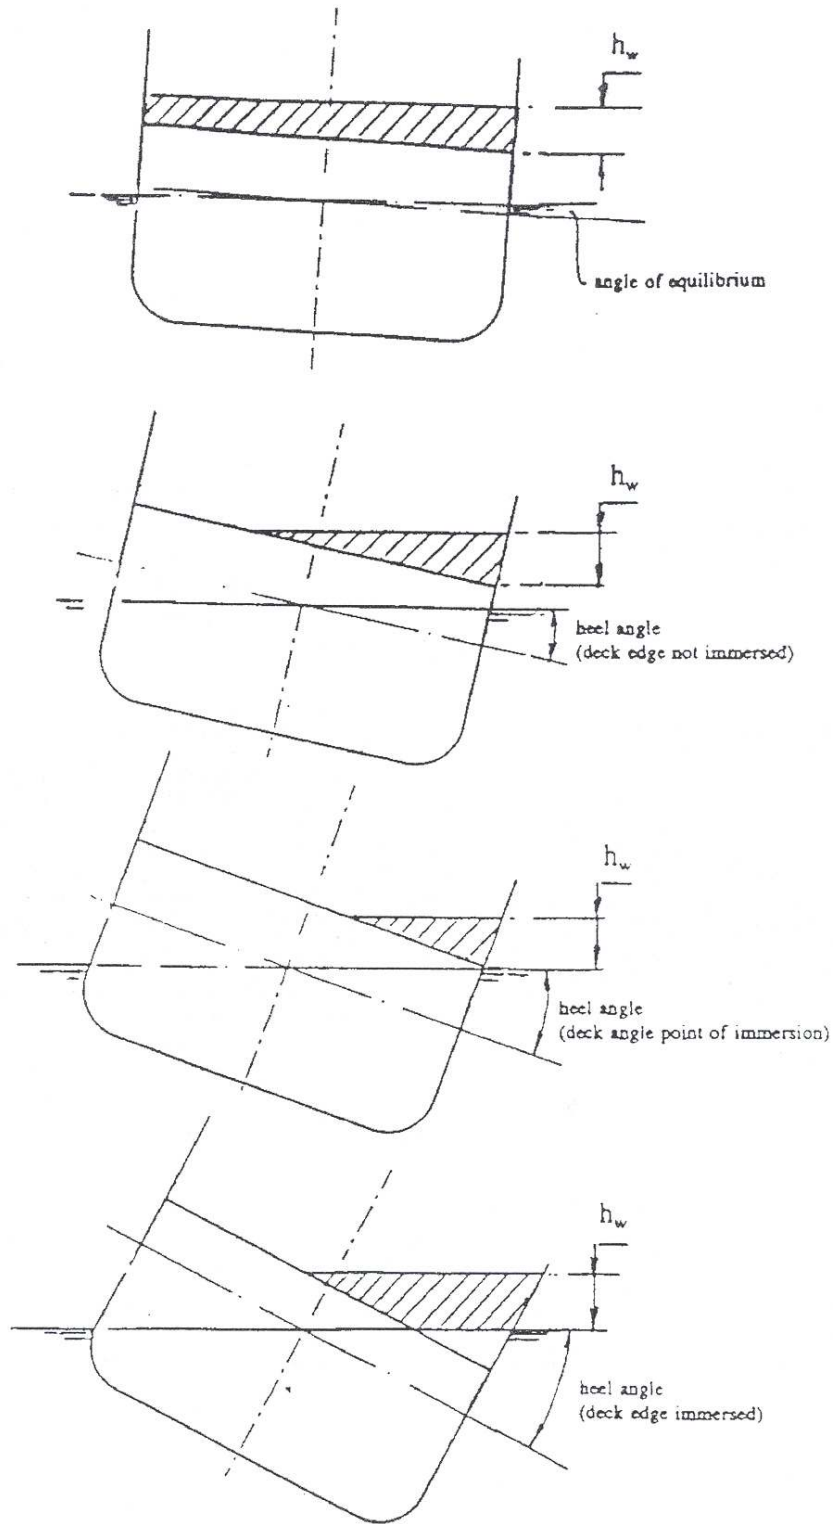 h_w
angle of equilibrium
h_w
heel angle
(deck edge not immersed)
h_w
heel angle
(deck angle point of immersion)
h_w
heel angle
(deck edge immersed)